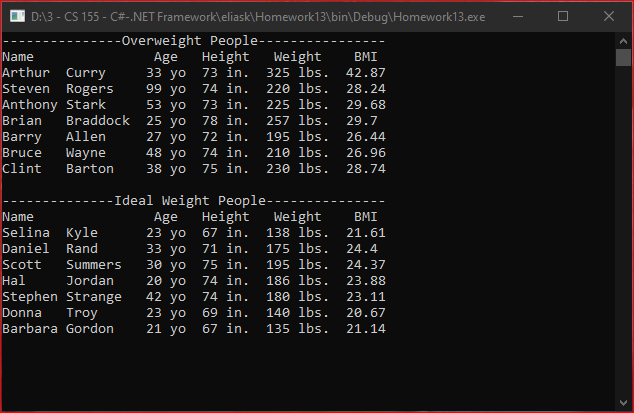 D:\3 - CS 155 - C#-.NET Framework\eliask\Homework13\bin\Debug\Homework13.exe
---------------Overweight People----------------
Name               Age   Height   Weight    BMI
Arthur  Curry     33 yo  73 in.  325 lbs.  42.87
Steven  Rogers    99 yo  74 in.  220 lbs.  28.24
Anthony Stark     53 yo  73 in.  225 lbs.  29.68
Brian   Braddock  25 yo  78 in.  257 lbs.  29.7
Barry   Allen     27 yo  72 in.  195 lbs.  26.44
Bruce   Wayne     48 yo  74 in.  210 lbs.  26.96
Clint   Barton    38 yo  75 in.  230 lbs.  28.74
--------------Ideal Weight People---------------
Name               Age   Height   Weight    BMI
Selina  Kyle      23 yo  67 in.  138 lbs.  21.61
Daniel  Rand      33 yo  71 in.  175 lbs.  24.4
Scott   Summers   30 yo  75 in.  195 lbs.  24.37
Hal     Jordan    20 yo  74 in.  186 lbs.  23.88
Stephen Strange   42 yo  74 in.  180 lbs.  23.11
Donna   Troy      23 yo  69 in.  140 lbs.  20.67
Barbara Gordon    21 yo  67 in.  135 lbs.  21.14